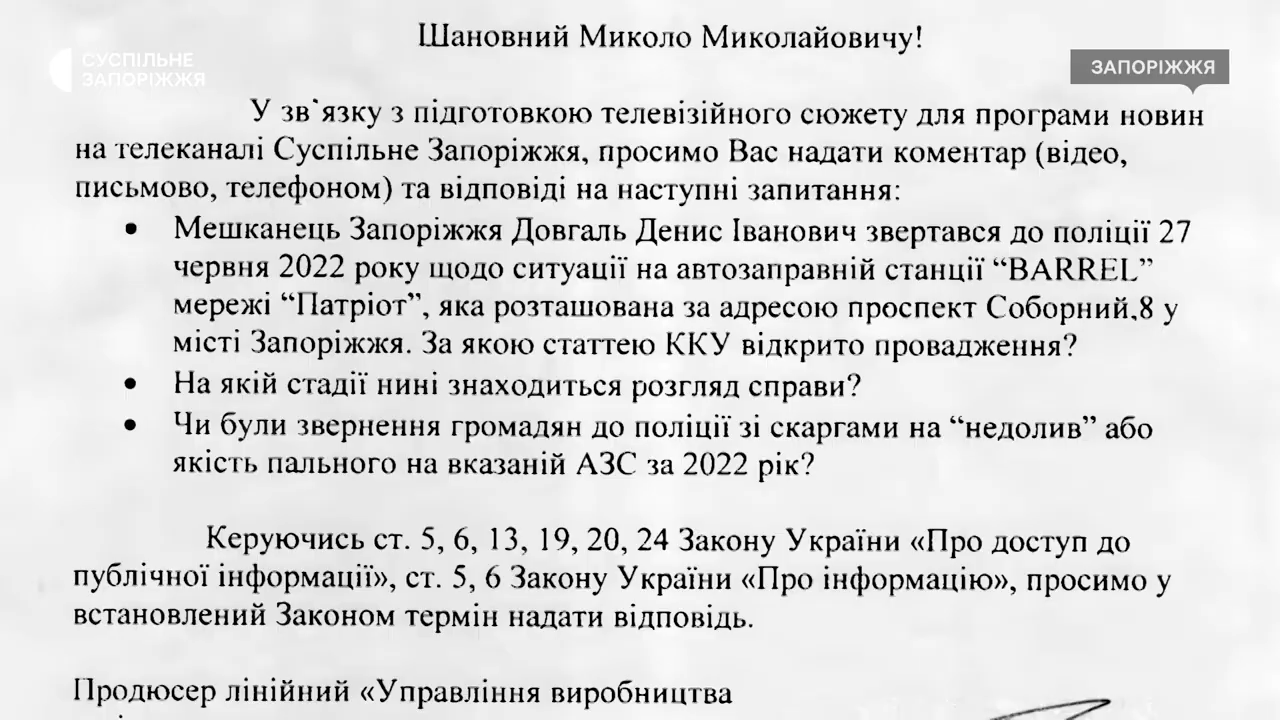 СУСПІЛЬНЕ
ЗАПОРІЖЖЯ
ЗАПОРІЖЖЯ
Шановний Миколо Миколайовичу!
У зв`язку з підготовкою телевізійного сюжету для програми новин
на телеканалі Суспільне Запоріжжя, просимо Вас надати коментар (відео,
письмово, телефоном) та відповіді на наступні запитання:
• Мешканець Запоріжжя Довгаль Денис Іванович звертався до поліції 27
червня 2022 року щодо ситуації на автозаправній станції “BARREL”
мережі “Патріот”, яка розташована за адресою проспект Соборний,8 у
місті Запоріжжя. За якою статтею ККУ відкрито провадження?
• На якій стадії нині знаходиться розгляд справи?
• Чи були звернення громадян до поліції зі скаргами на “недолив” або
якість пального на вказаній АЗС за 2022 рік?
Керуючись ст. 5, 6, 13, 19, 20, 24 Закону України «Про доступ до
публічної інформації», ст. 5, 6 Закону України «Про інформацію», просимо у
встановлений Законом термін надати відповідь.
Продюсер лінійний «Управління виробництва